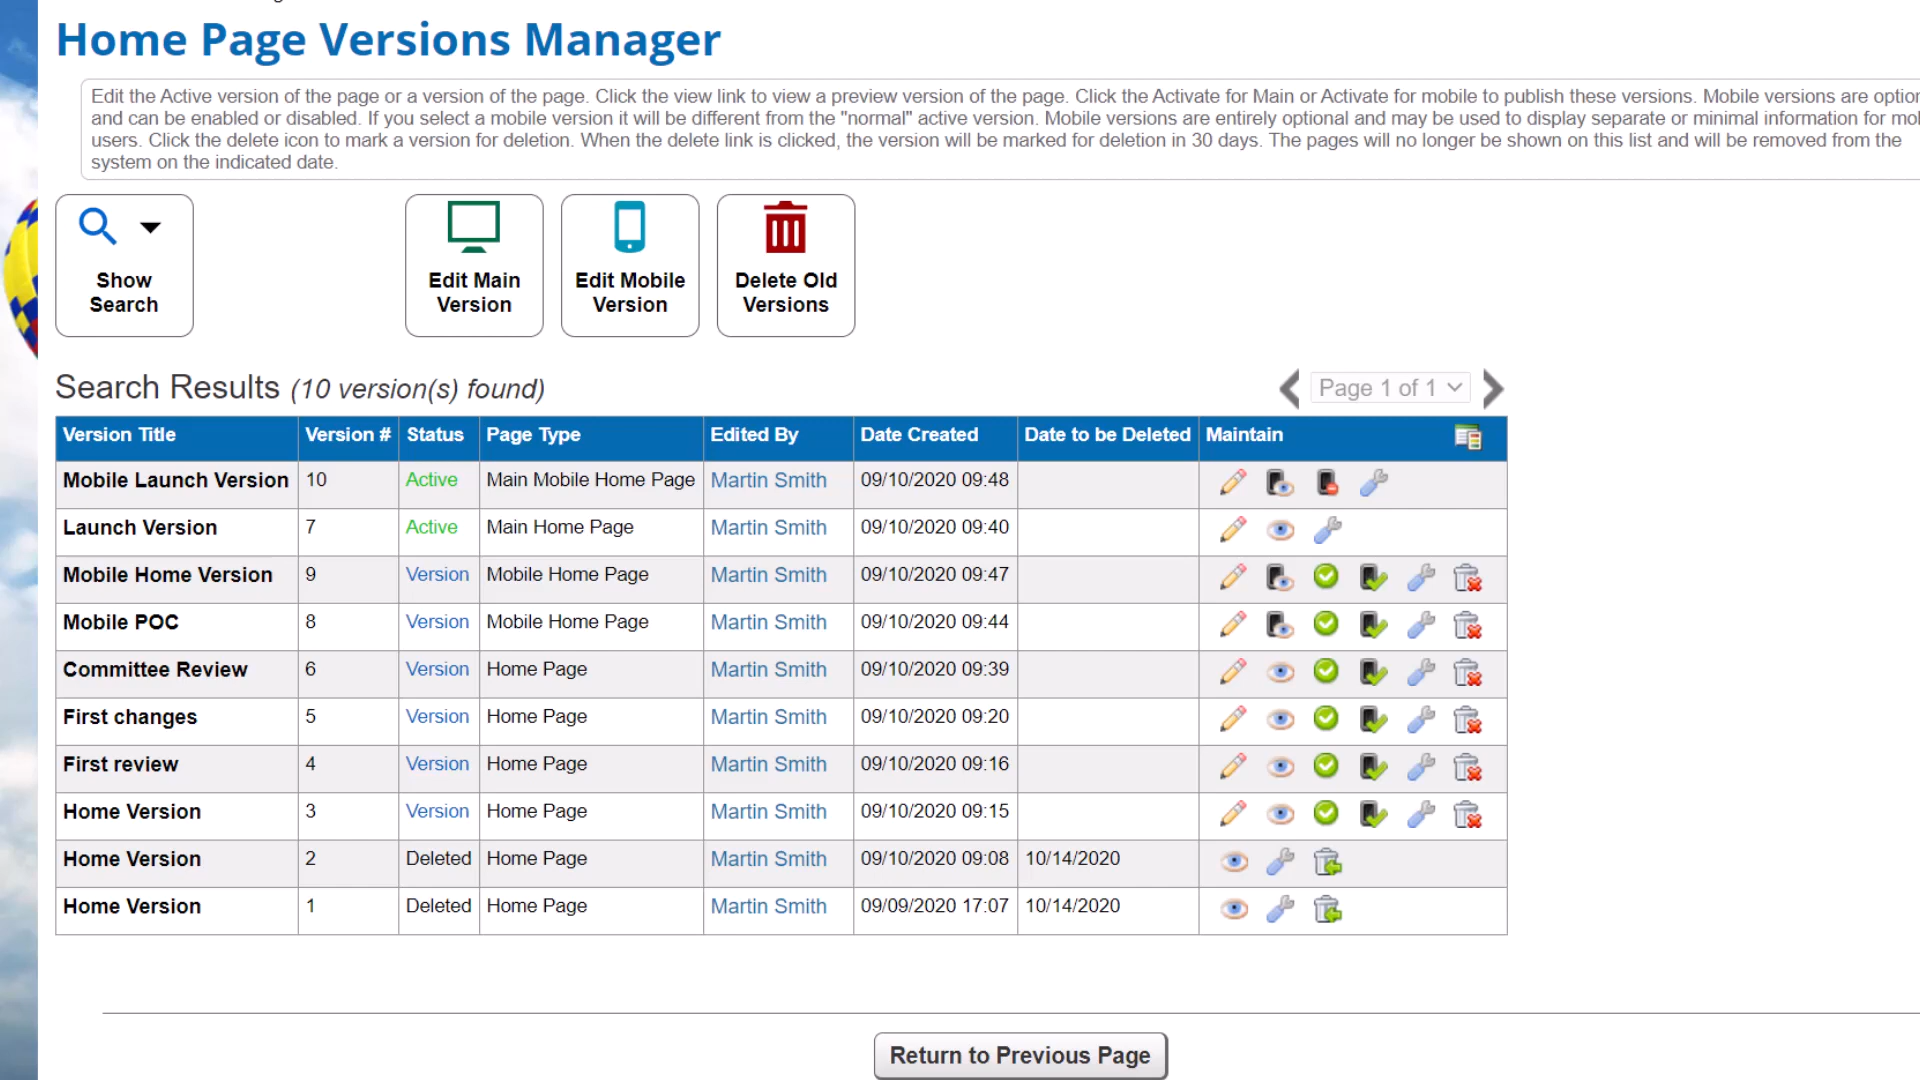 Home Page Versions Manager
Edit the Active version of the page or a version of the page. Click the view link to view a preview version of the page. Click the Activate for Main or Activate for mobile to publish these versions. Mobile versions are
and can be enabled or disabled. If you select a mobile version it will be different from the "normal" active version. Mobile versions are entirely optional and may be used to display separate or minimal information for
users. Click the delete icon to mark a version for deletion. When the delete link is clicked, the version will be marked for deletion in 30 days. The pages will no longer be shown on this list and will be removed from the
system on the indicated date.
Show Search
Edit Main Version
Edit Mobile Version
Delete Old Versions
Search Results (10 version(s) found)
Page 1 of 1
Version Title Version # Status Page Type Edited By Date Created Date to be Deleted Maintain
Mobile Launch Version 10 Active Main Mobile Home Page Martin Smith 09/10/2020 09:48
Launch Version 7 Active Main Home Page Martin Smith 09/10/2020 09:40
Mobile Home Version 9 Version Mobile Home Page Martin Smith 09/10/2020 09:47
Mobile POC 8 Version Mobile Home Page Martin Smith 09/10/2020 09:44
Committee Review 6 Version Home Page Martin Smith 09/10/2020 09:39
First changes 5 Version Home Page Martin Smith 09/10/2020 09:20
First review 4 Version Home Page Martin Smith 09/10/2020 09:16
Home Version 3 Version Home Page Martin Smith 09/10/2020 09:15
Home Version 2 Deleted Home Page Martin Smith 09/10/2020 09:08 10/14/2020
Home Version 1 Deleted Home Page Martin Smith 09/09/2020 17:07 10/14/2020
Return to Previous Page